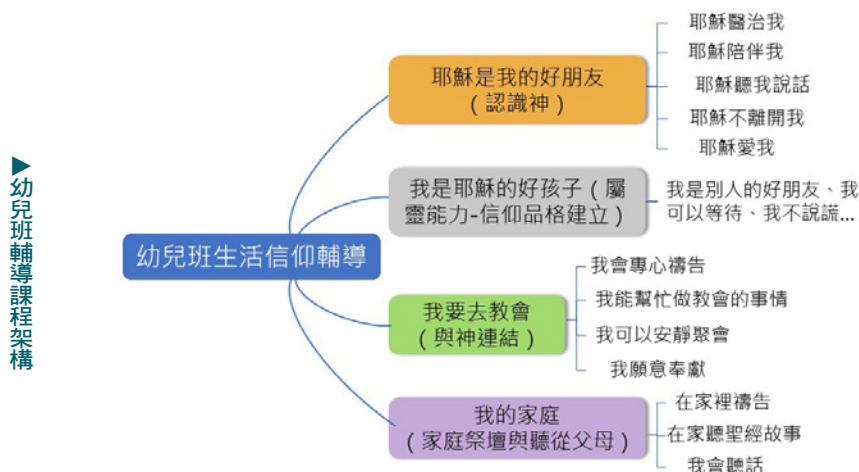 ▶幼兒班輔導課程架構
幼兒班生活信仰輔導
耶穌是我的好朋友
（認識神）
耶穌醫治我
耶穌陪伴我
耶穌聽我說話
耶穌不離開我
耶穌愛我
我是耶穌的好孩子（屬
靈能力-信仰品格建立）
我是別人的好朋友、我
可以等待、我不說謊...
我要去教會
（與神連結）
我會專心禱告
我能幫忙做教會的事情
我可以安靜聚會
我願意奉獻
我的家庭
（家庭祭壇與聽從父母）
在家裡禱告
在家聽聖經故事
我會聽話